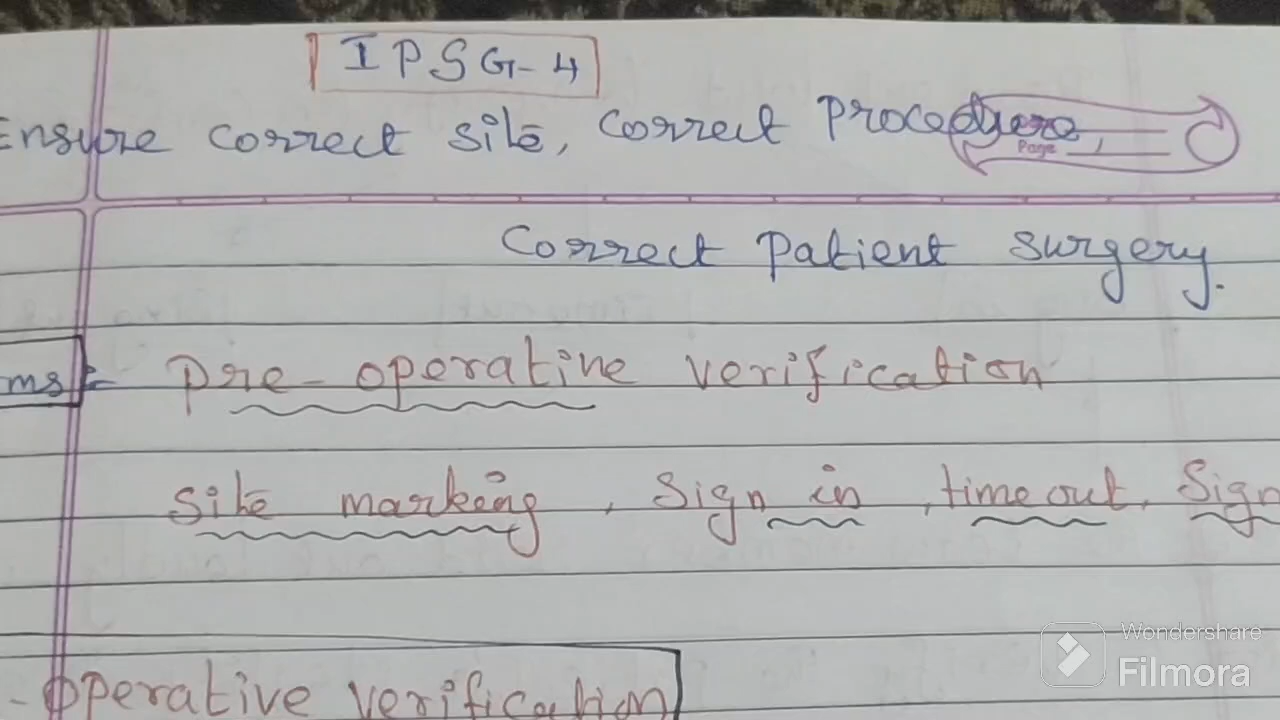 IPSG-4
Ensure correct site, correct procedure,
Page
correct patient surgery.
ms:- Pre-operative verification
Site marking, Sign in, time out, Sign
- operative verification
Wondershare
Filmora